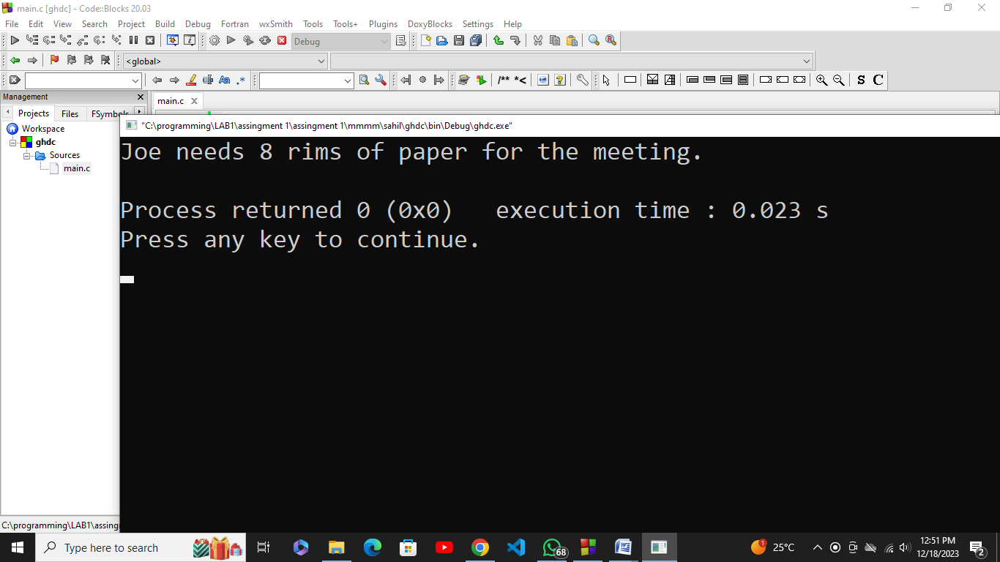 main.c [ghdc] - Code::Blocks 20.03
File Edit View Search Project Build Debug Fortran wxSmith Tools Tools+ Plugins DoxyBlocks Settings Help
Debug
<global>
Aa .* /** *< S C
Management
main.c
Projects Files FSymbols
Workspace
ghdc
Sources
main.c
"C:\programming\LAB1\assingment 1\assingment 1\mmmm\sahil\ghdc\bin\Debug\ghdc.exe"
Joe needs 8 rims of paper for the meeting.
Process returned 0 (0x0)   execution time : 0.023 s
Press any key to continue.
C:\programming\LAB1\assing
Type here to search
68
1
25°C
12:51 PM
12/18/2023
2